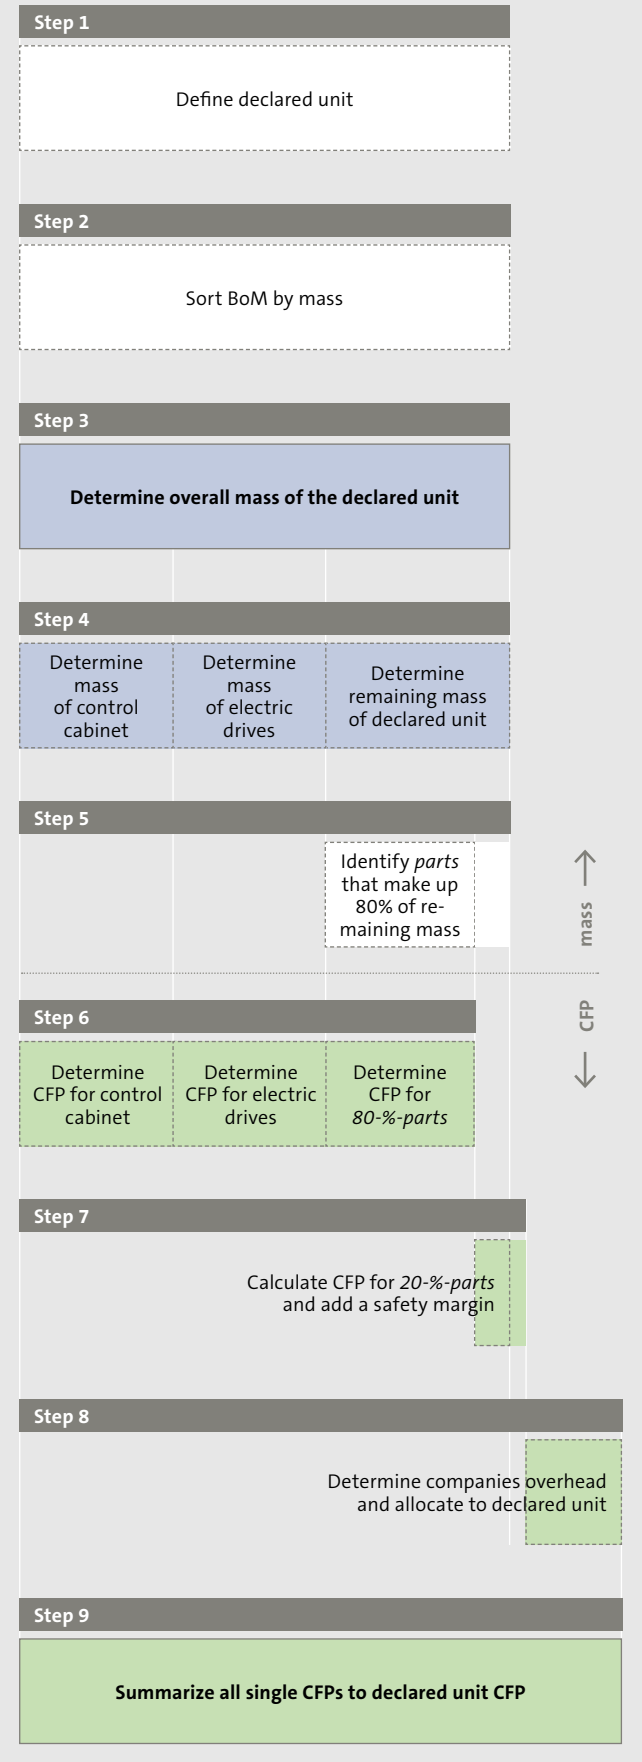 Step 1
Define declared unit
Step 2
Sort BoM by mass
Step 3
Determine overall mass of the declared unit
Step 4
Determine
mass
of control
cabinet
Determine
mass
of electric
drives
Determine
remaining mass
of declared unit
Step 5
Identify parts
that make up
80% of re-
maining mass
mass
CFP
Step 6
Determine
CFP for control
cabinet
Determine
CFP for electric
drives
Determine
CFP for
80-%-parts
Step 7
Calculate CFP for 20-%-parts
and add a safety margin
Step 8
Determine companies overhead
and allocate to declared unit
Step 9
Summarize all single CFPs to declared unit CFP